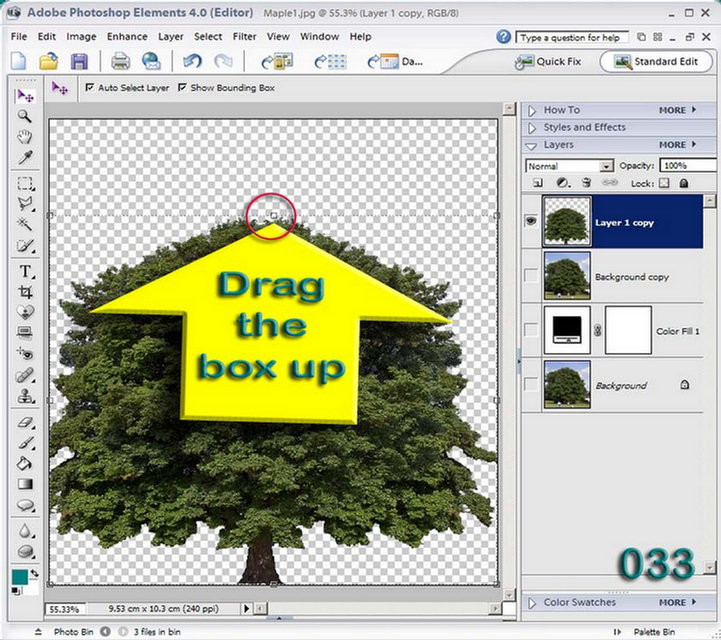 Adobe Photoshop Elements 4.0 (Editor) Maple1.jpg @ 55.3% (Layer 1 copy, RGB/8)
File Edit Image Enhance Layer Select Filter View Window Help
Type a question for help
Da...
Quick Fix
Standard Edit
Auto Select Layer
Show Bounding Box
How To MORE
Styles and Effects
Layers MORE
Normal Opacity: 100%
Lock:
Layer 1 copy
Background copy
Color Fill 1
Background
Drag
the
box up
T
033
Color Swatches MORE
55.33% 9.53 cm x 10.3 cm (240 ppi)
Photo Bin 3 files in bin Palette Bin